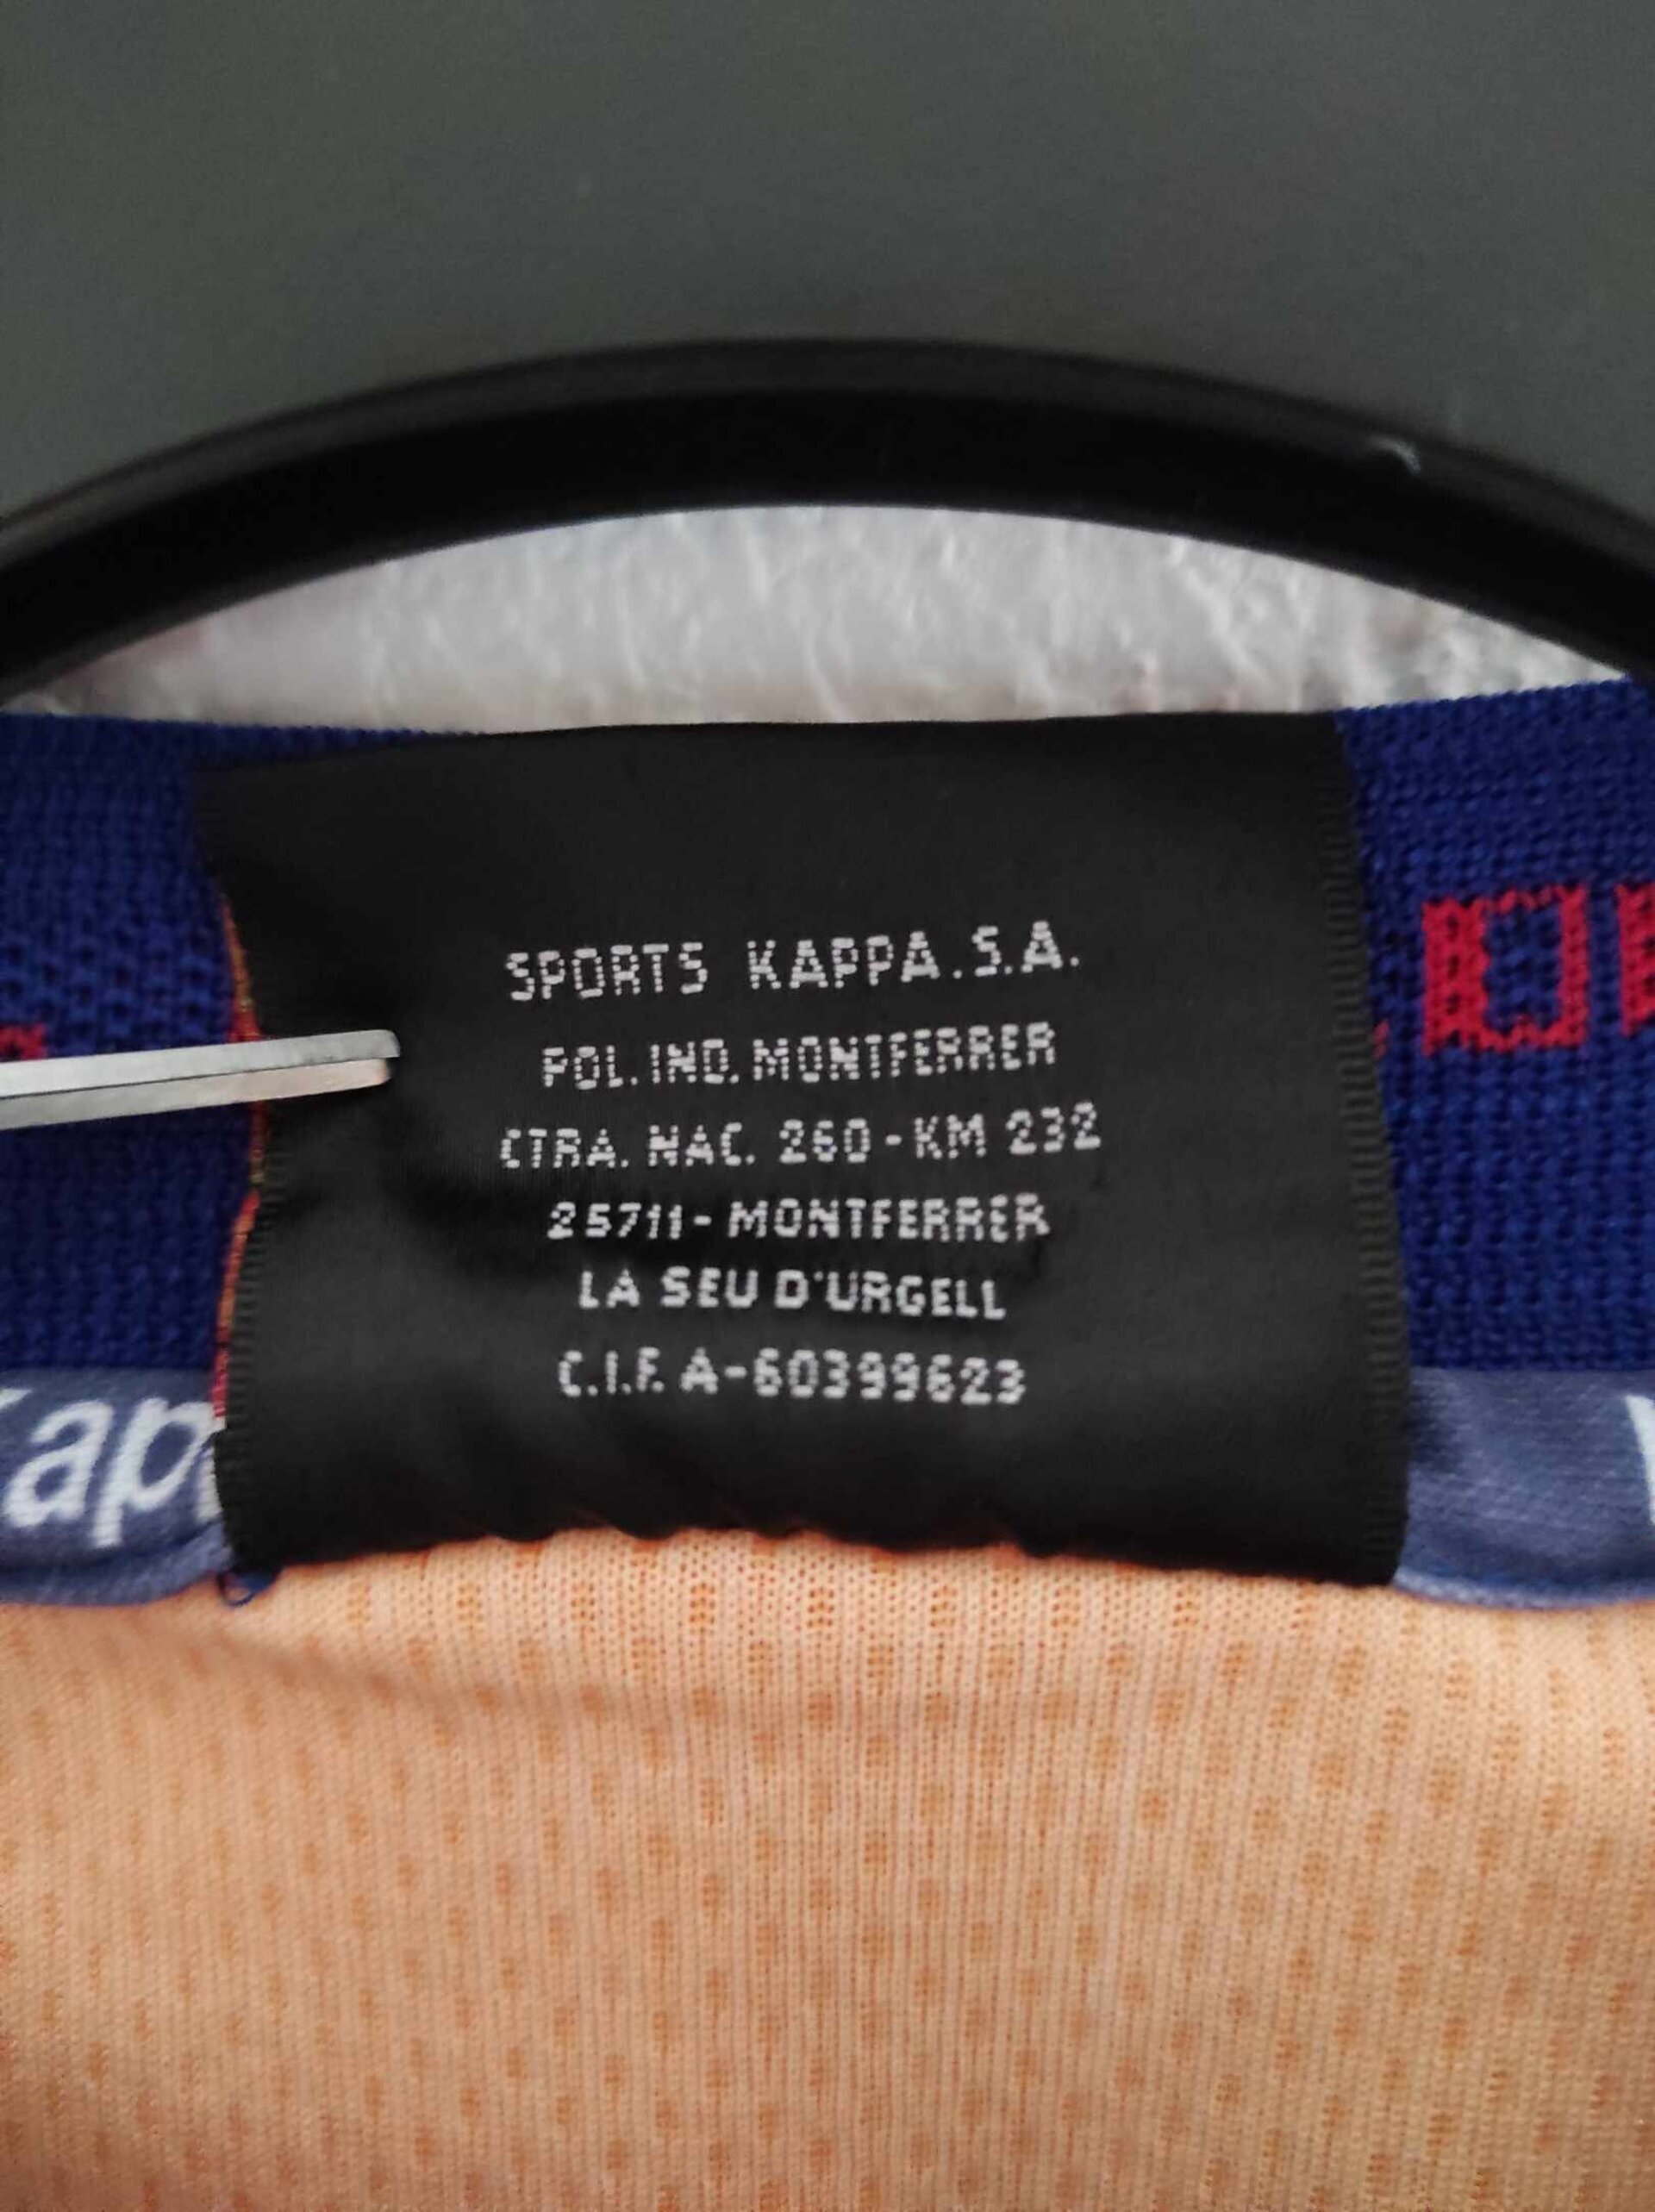 SPORTS KAPPA.S.A.
POL.IND.MONTFERRER
CTRA. NAC. 260-KM 232
25711-MONTFERRER
LA SEU D'URGELL
C.I.F. A-60399623